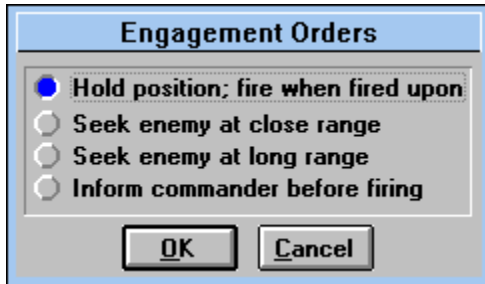 Engagement Orders
Hold position; fire when fired upon
Seek enemy at close range
Seek enemy at long range
Inform commander before firing
OK Cancel